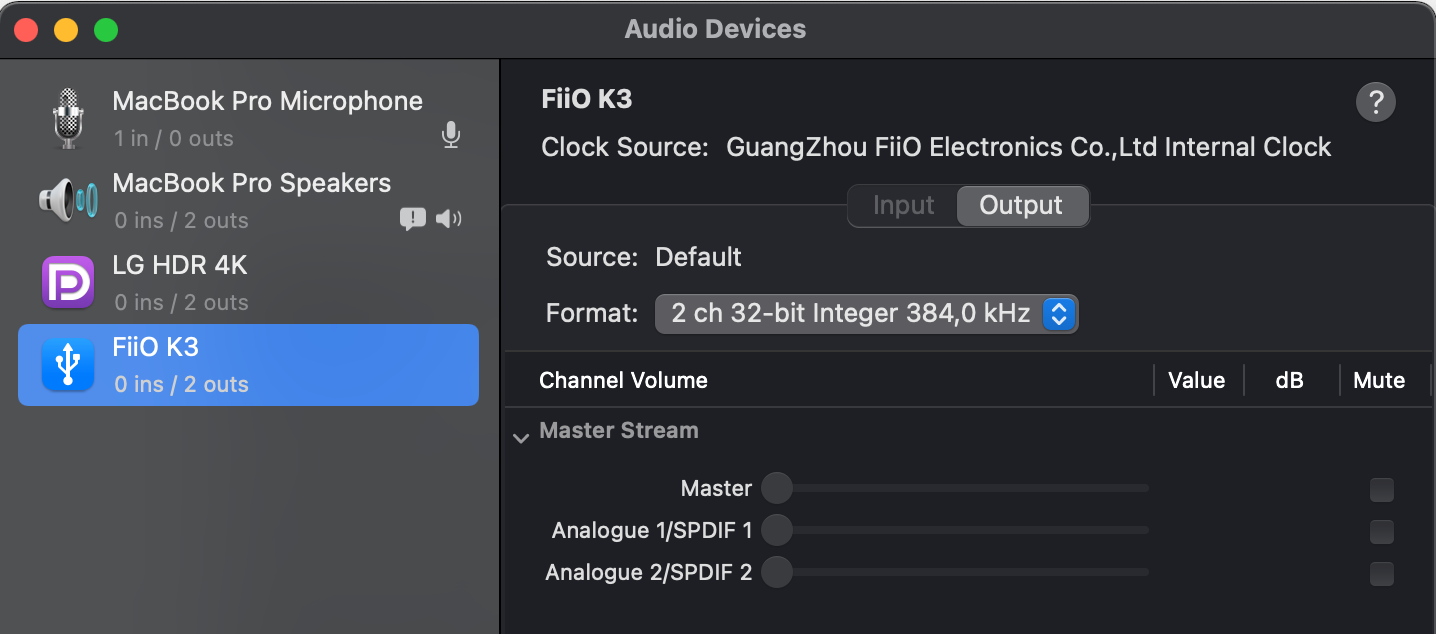 Audio Devices
MacBook Pro Microphone
1 in / 0 outs
MacBook Pro Speakers
0 ins / 2 outs
LG HDR 4K
0 ins / 2 outs
FiiO K3
0 ins / 2 outs
FiiO K3
?
Clock Source: GuangZhou FiiO Electronics Co.,Ltd Internal Clock
Input Output
Source: Default
Format: 2 ch 32-bit Integer 384,0 kHz
Channel Volume Value dB Mute
Master Stream
Master
Analogue 1/SPDIF 1
Analogue 2/SPDIF 2